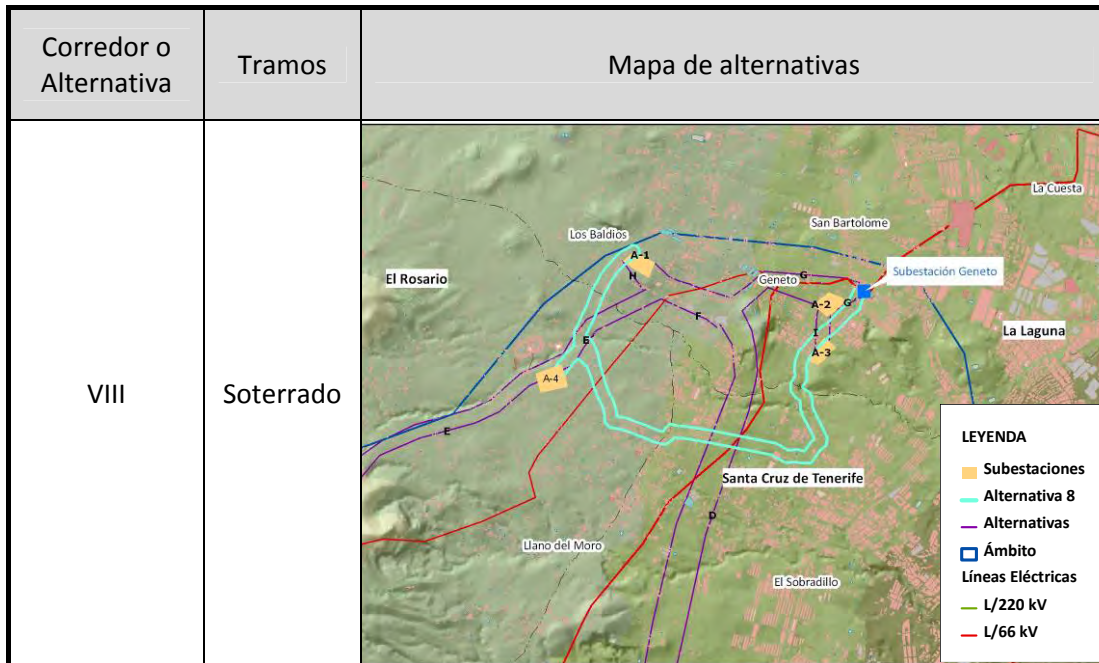 Corredor o
Alternativa
Tramos
Mapa de alternativas
VIII
Soterrado
La Cuesta
San Bartolome
Los Baldíos
A-1
El Rosario
H
Geneto
G
Subestación Geneto
A-2
G
F
I
La Laguna
E
A-3
A-4
E
Santa Cruz de Tenerife
D
Llano del Moro
El Sobradillo
LEYENDA
Subestaciones
Alternativa 8
Alternativas
Ámbito
Líneas Eléctricas
L/220 kV
L/66 kV